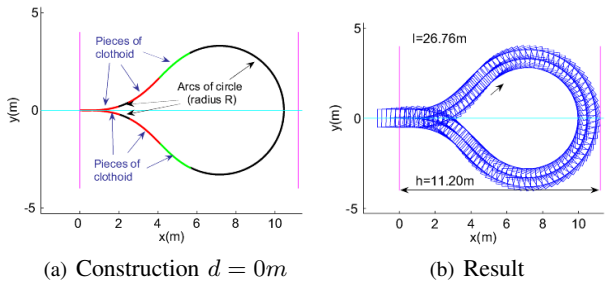 5
0
-5
y(m)
0 2 4 6 8 10
x(m)
Pieces of
clothoid
Arcs of circle
(radius R)
Pieces of
clothoid
(a) Construction d = 0m
5
0
-5
y(m)
0 2 4 6 8 10
x(m)
l=26.76m
h=11.20m
(b) Result